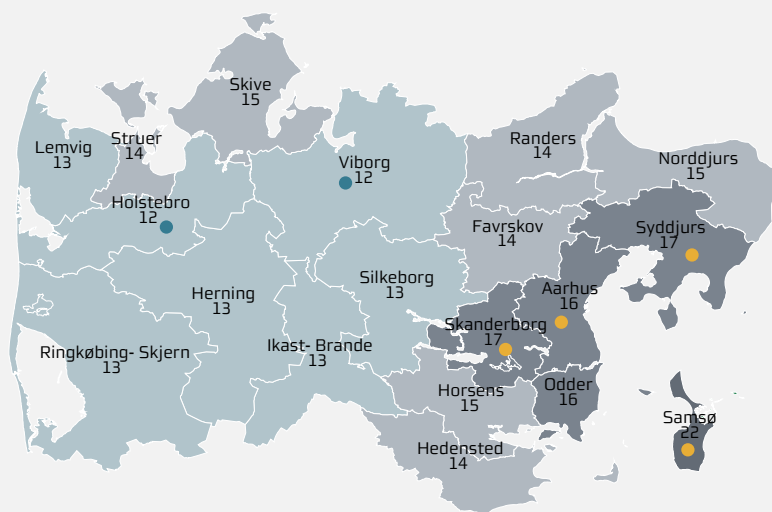 Skive
15
Struer
14
Lemvig
13
Randers
14
Viborg
12
Norddjurs
15
Holstebro
12
Favrskov
14
Syddjurs
17
Silkeborg
13
Herning
13
Aarhus
16
Skanderborg
17
Ikast- Brande
13
Ringkøbing- Skjern
13
Horsens
15
Odder
16
Samsø
22
Hedensted
14